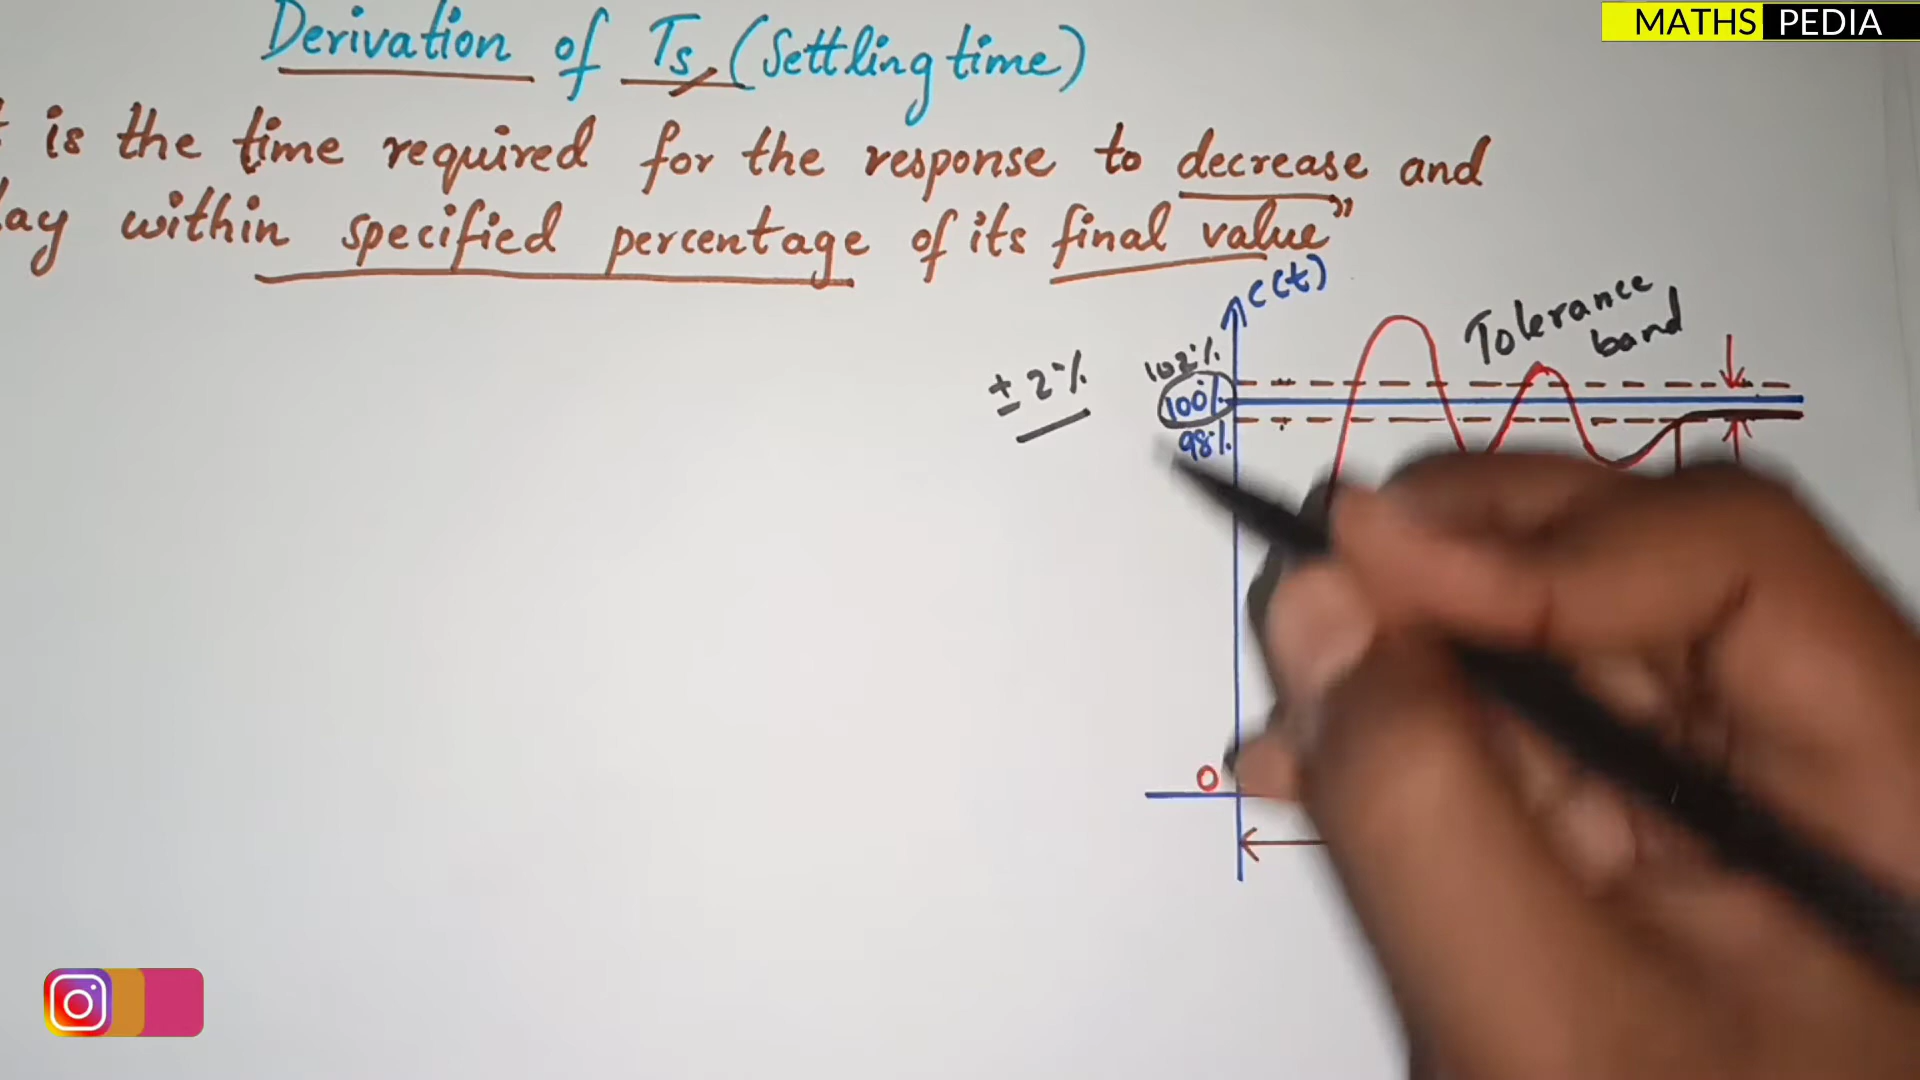 MATHS PEDIA
Derivation of Ts (Settling time)
is the time required for the response to decrease and
within specified percentage of its final value"
c(t)
Tolerance
band
± 2%
102%
100%
98%
0